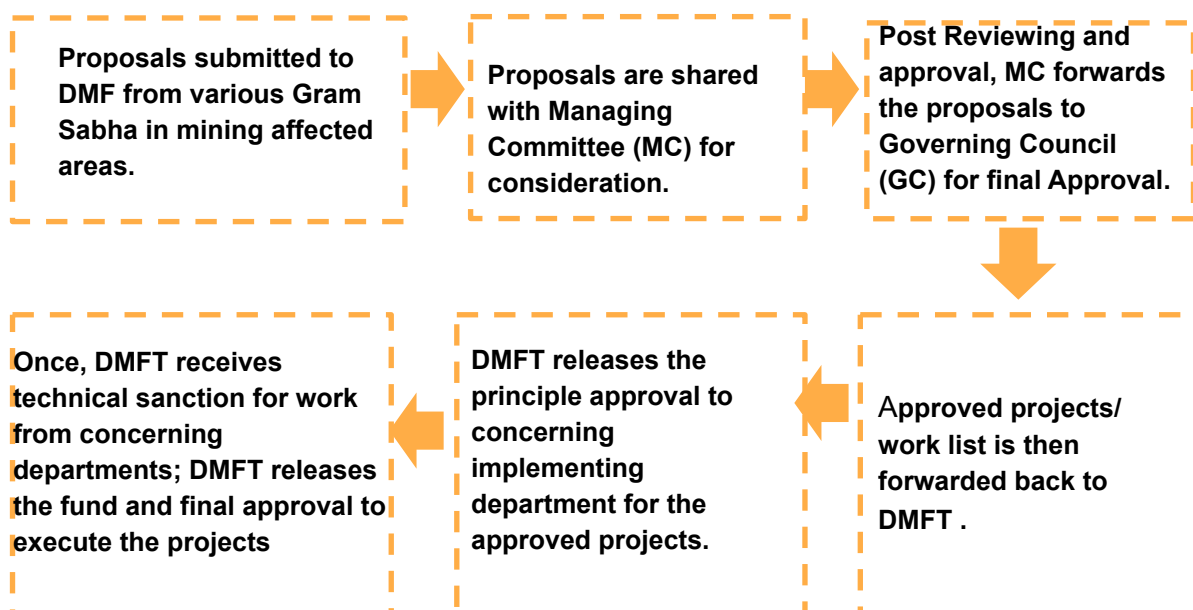 Proposals submitted to
DMF from various Gram
Sabha in mining affected
areas.
Proposals are shared
with Managing
Committee (MC) for
consideration.
Post Reviewing and
approval, MC forwards
the proposals to
Governing Council
(GC) for final Approval.
Approved projects/
work list is then
forwarded back to
DMFT .
DMFT releases the
principle approval to
concerning
implementing
department for the
approved projects.
Once, DMFT receives
technical sanction for work
from concerning
departments; DMFT releases
the fund and final approval to
execute the projects